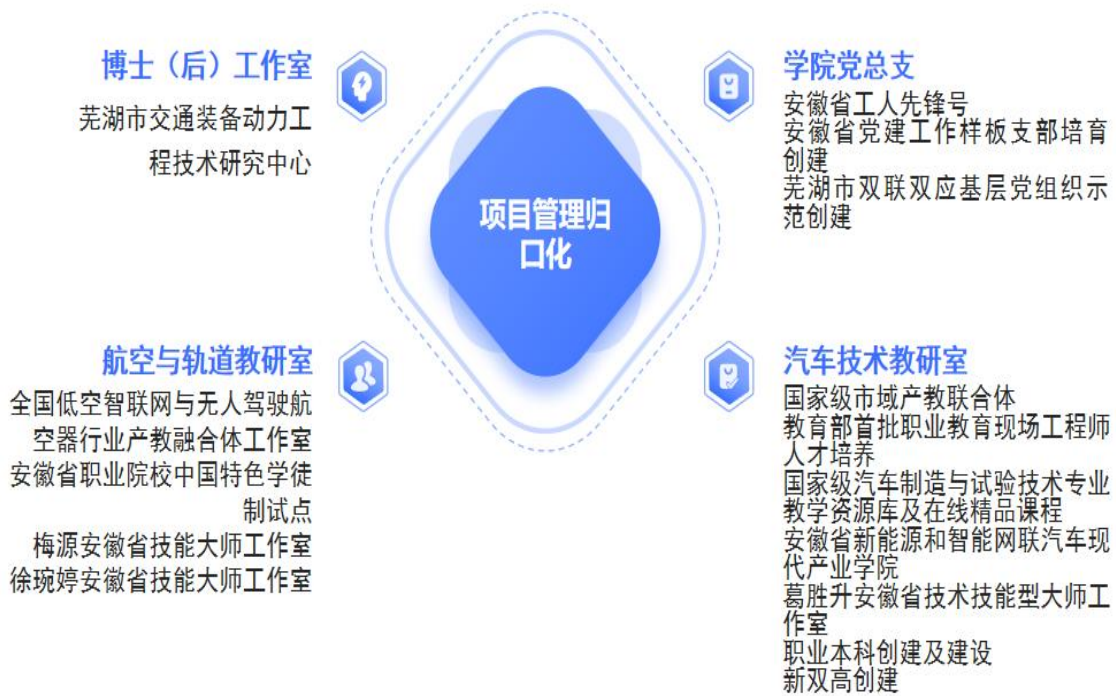 博士（后）工作室
芜湖市交通装备动力工
程技术研究中心
学院党总支
安徽省工人先锋号
安徽省党建工作样板支部培育
创建
芜湖市双联双应基层党组织示
范创建
项目管理归
口化
航空与轨道教研室
全国低空智联网与无人驾驶航
空器行业产教融合体工作室
安徽省职业院校中国特色学徒
制试点
梅源安徽省技能大师工作室
徐琬婷安徽省技能大师工作室
汽车技术教研室
国家级市域产教联合体
教育部首批职业教育现场工程师
人才培养
国家级汽车制造与试验技术专业
教学资源库及在线精品课程
安徽省新能源和智能网联汽车现
代产业学院
葛胜升安徽省技术技能型大师工
作室
职业本科创建及建设
新双高创建